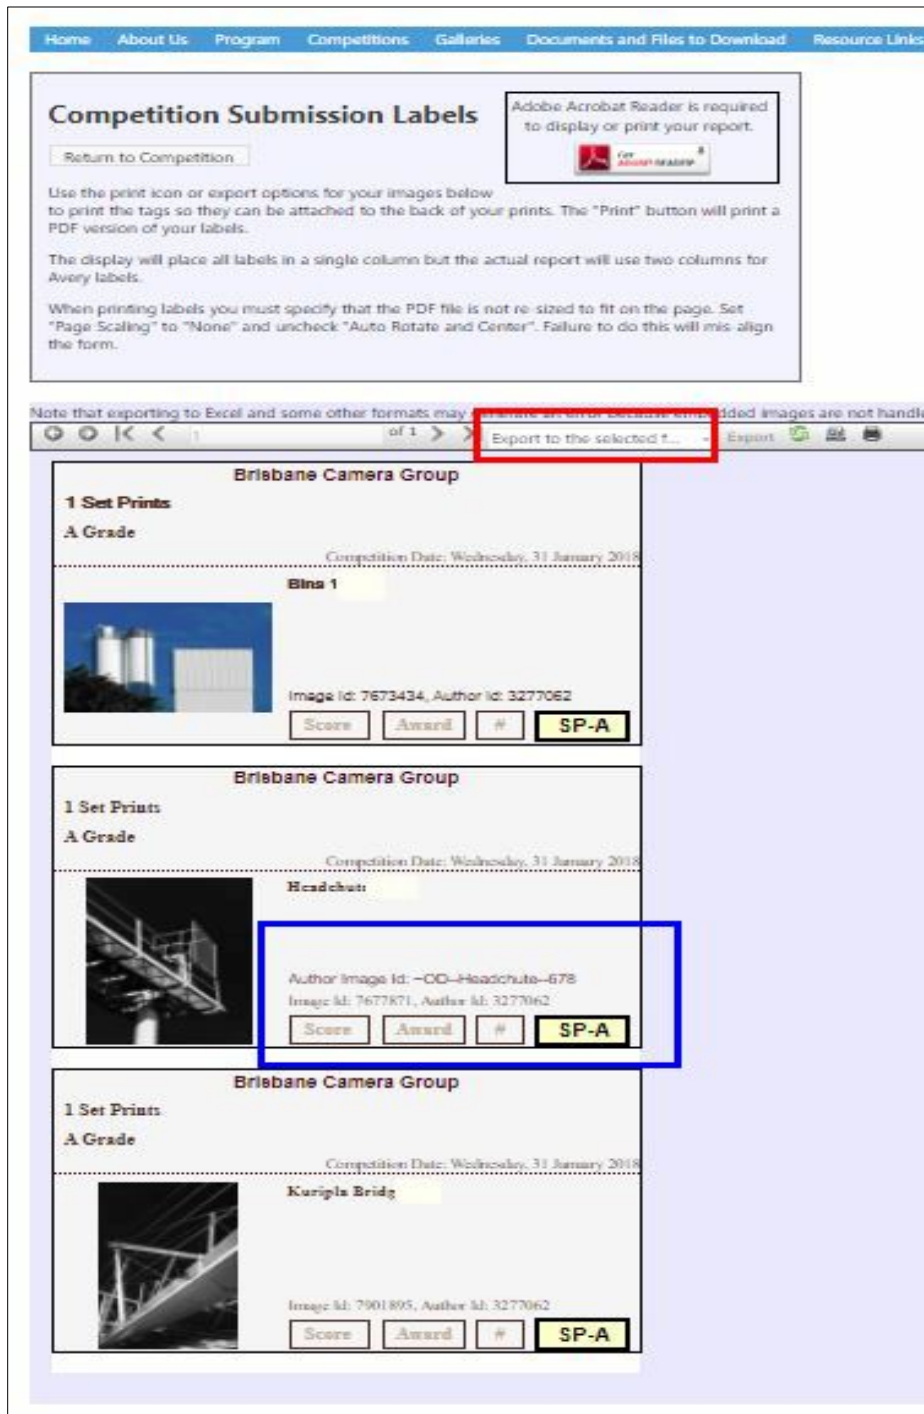 Home About Us Program Competitions Galleries Documents and Files to Download Resource Links
Competition Submission Labels
Adobe Acrobat Reader is required
to display or print your report.
Get
ADOBE READER
Return to Competition
Use the print icon or export options for your images below
to print the tags so they can be attached to the back of your prints. The "Print" button will print a
PDF version of your labels.
The display will place all labels in a single column but the actual report will use two columns for
Avery labels.
When printing labels you must specify that the PDF file is not re-sized to fit on the page. Set
"Page Scaling" to "None" and uncheck "Auto Rotate and Center". Failure to do this will mis-align
the form.
Note that exporting to Excel and some other formats may generate an error because embedded images are not handle
1 of 1 Export to the selected f... Export
Brisbane Camera Group
1 Set Prints
A Grade
Competition Date: Wednesday, 31 January 2018
Bins 1
Image Id: 7673434, Author Id: 3277062
Score Award # SP-A
Brisbane Camera Group
1 Set Prints
A Grade
Competition Date: Wednesday, 31 January 2018
Headchute
Author Image Id: ~OD--Headchute--678
Image Id: 7677871, Author Id: 3277062
Score Award # SP-A
Brisbane Camera Group
1 Set Prints
A Grade
Competition Date: Wednesday, 31 January 2018
Kuripla Bridg
Image Id: 7901895, Author Id: 3277062
Score Award # SP-A